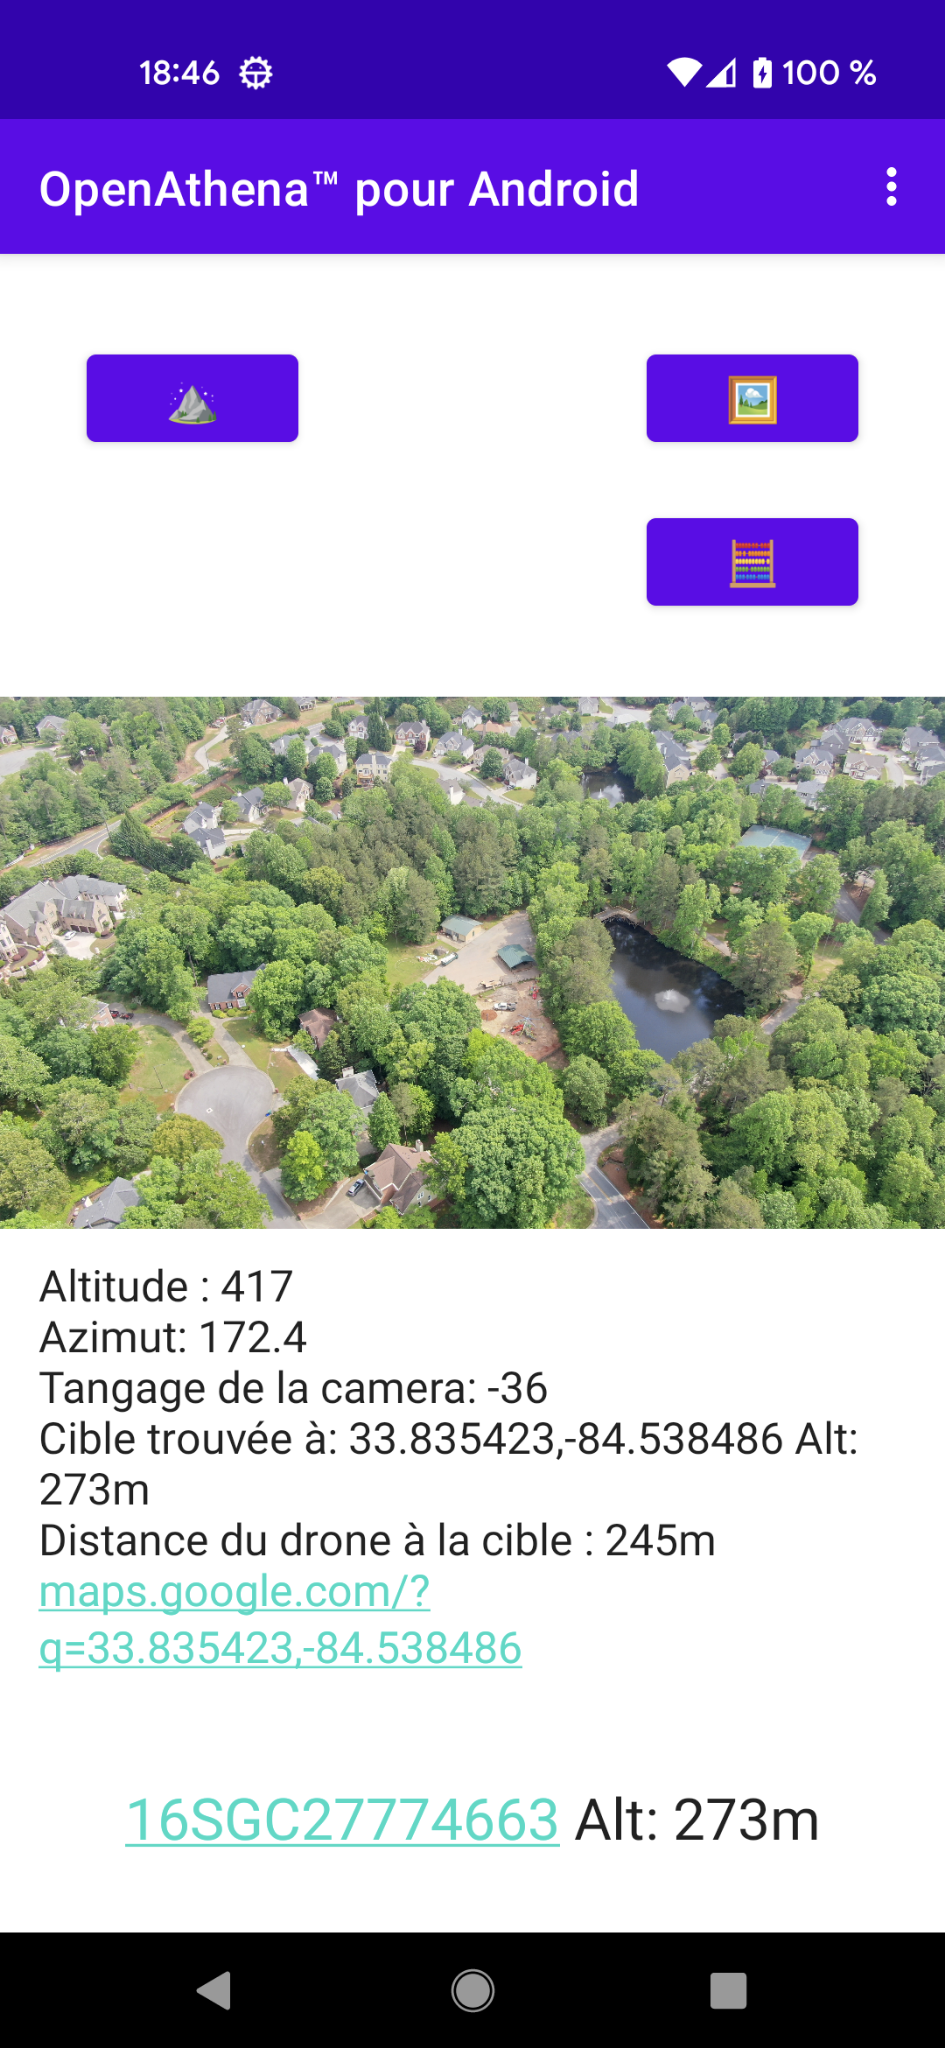 18:46 100 %
OpenAthena™ pour Android
Altitude : 417
Azimut: 172.4
Tangage de la camera: -36
Cible trouvée à: 33.835423,-84.538486 Alt:
273m
Distance du drone à la cible : 245m
maps.google.com/?
q=33.835423,-84.538486
16SGC27774663 Alt: 273m